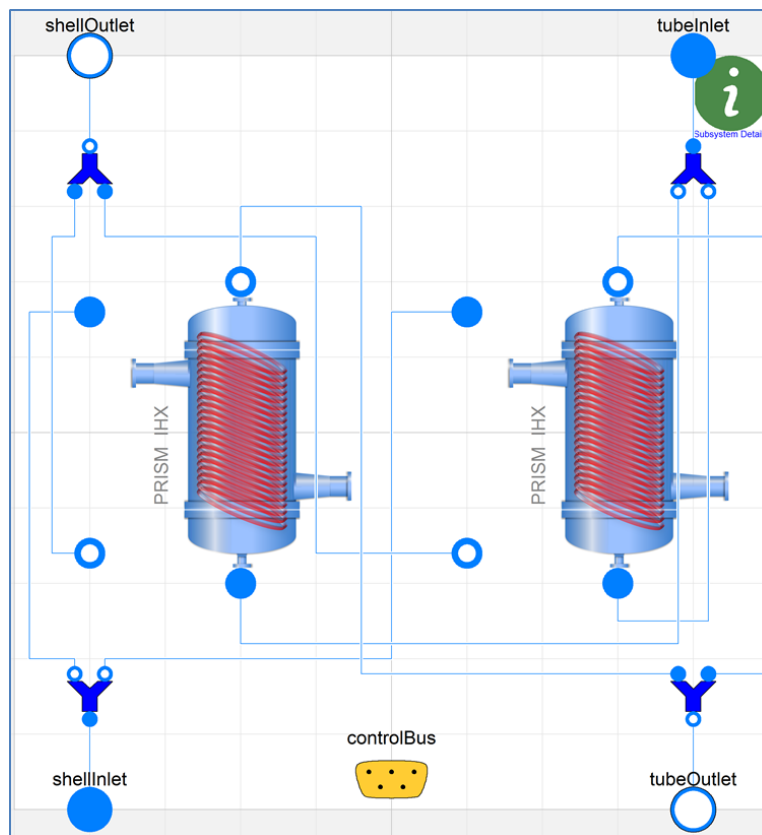 shellOutlet
tubeInlet
i
Subsystem Detai
PRISM IHX
PRISM IHX
controlBus
shellInlet
tubeOutlet